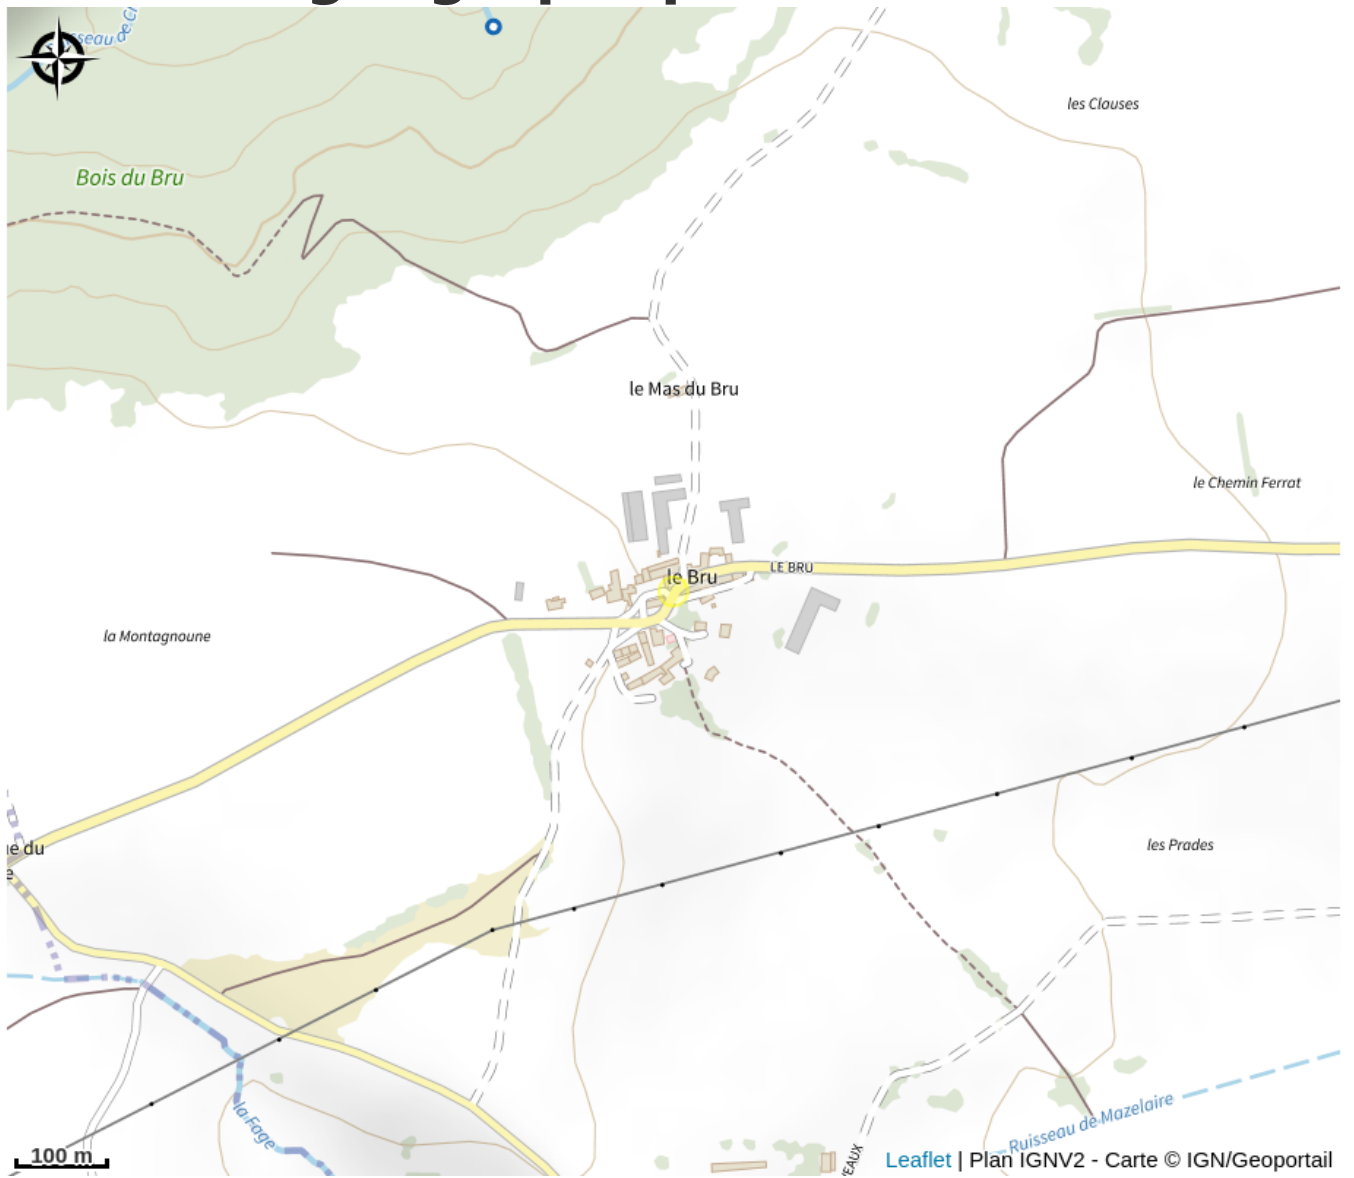 les Clauses
Bois du Bru
le Mas du Bru
le Chemin Ferrat
le Bru
LE BRU
la Montagnoune
les Prades
du
la Fage
Ruisseau de Mazelaire
100 m
Leaflet | Plan IGNV2 - Carte © IGN/Geoportail